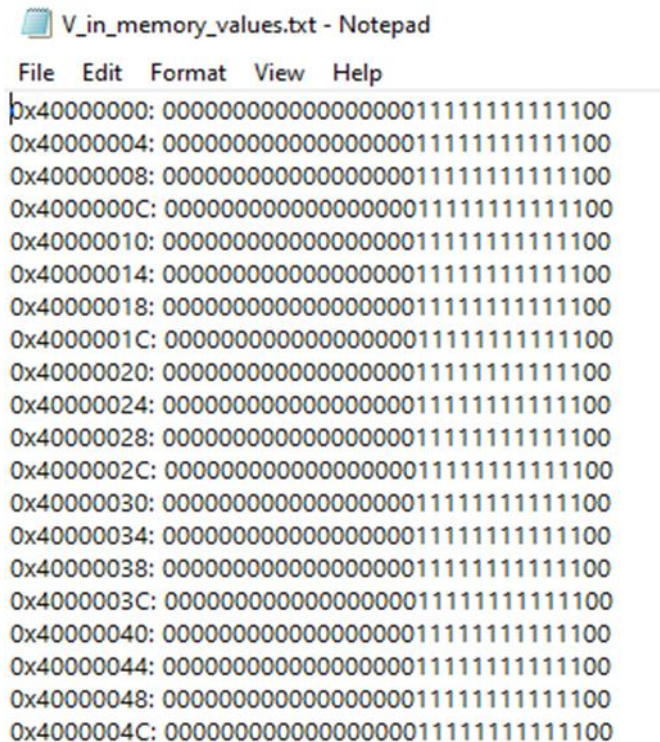 V_in_memory_values.txt - Notepad
File Edit Format View Help
0x40000000: 00000000000000000011111111111100
0x40000004: 00000000000000000011111111111100
0x40000008: 00000000000000000011111111111100
0x4000000C: 00000000000000000011111111111100
0x40000010: 00000000000000000011111111111100
0x40000014: 00000000000000000011111111111100
0x40000018: 00000000000000000011111111111100
0x4000001C: 00000000000000000011111111111100
0x40000020: 00000000000000000011111111111100
0x40000024: 00000000000000000011111111111100
0x40000028: 00000000000000000011111111111100
0x4000002C: 00000000000000000011111111111100
0x40000030: 00000000000000000011111111111100
0x40000034: 00000000000000000011111111111100
0x40000038: 00000000000000000011111111111100
0x4000003C: 00000000000000000011111111111100
0x40000040: 00000000000000000011111111111100
0x40000044: 00000000000000000011111111111100
0x40000048: 00000000000000000011111111111100
0x4000004C: 00000000000000000011111111111100